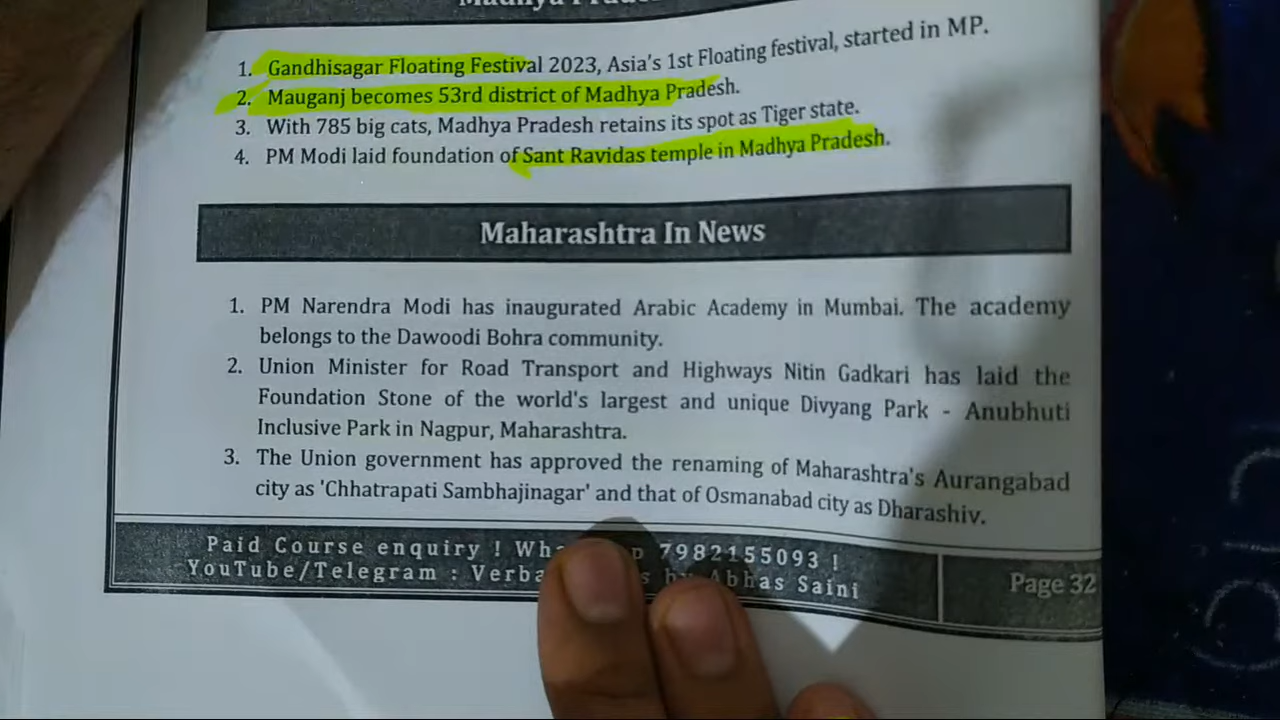 Madhya
1. Gandhisagar Floating Festival 2023, Asia's 1st Floating festival, started in MP.
2. Mauganj becomes 53rd district of Madhya Pradesh.
3. With 785 big cats, Madhya Pradesh retains its spot as Tiger state.
4. PM Modi laid foundation of Sant Ravidas temple in Madhya Pradesh.
Maharashtra In News
1. PM Narendra Modi has inaugurated Arabic Academy in Mumbai. The academy
belongs to the Dawoodi Bohra community.
2. Union Minister for Road Transport and Highways Nitin Gadkari has laid the
Foundation Stone of the world's largest and unique Divyang Park - Anubhuti
Inclusive Park in Nagpur, Maharashtra.
3. The Union government has approved the renaming of Maharashtra's Aurangabad
city as 'Chhatrapati Sambhajinagar' and that of Osmanabad city as Dharashiv.
Paid Course enquiry ! 7982155093 !
YouTube/Telegram : by Abhas Saini
Page 32